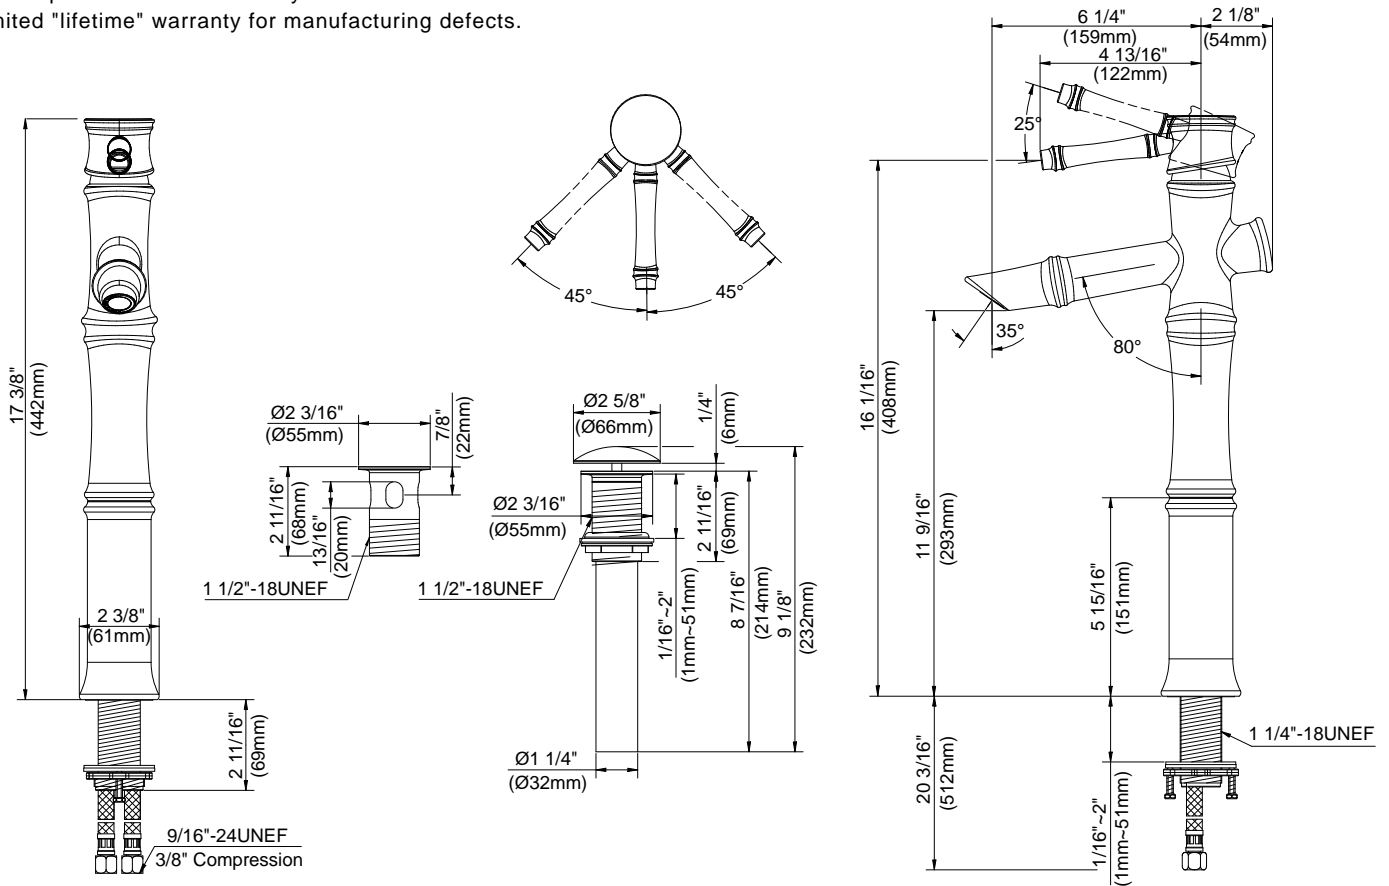 mited "lifetime" warranty for manufacturing defects.
17 3/8"
(442mm)
2 3/8"
(61mm)
2 11/16"
(69mm)
9/16"-24UNEF
3/8" Compression
45°
45°
Ø2 3/16"
(Ø55mm)
7/8"
(22mm)
2 11/16"
(68mm)
13/16"
(20mm)
1 1/2"-18UNEF
Ø2 5/8"
(Ø66mm)
1/4"
(6mm)
Ø2 3/16"
(Ø55mm)
2 11/16"
(69mm)
1 1/2"-18UNEF
1/16"~2"
(1mm~51mm)
8 7/16"
(214mm)
9 1/8"
(232mm)
Ø1 1/4"
(Ø32mm)
6 1/4"
(159mm)
2 1/8"
(54mm)
4 13/16"
(122mm)
25°
35°
80°
16 1/16"
(408mm)
11 9/16"
(293mm)
5 15/16"
(151mm)
1 1/4"-18UNEF
20 3/16"
(512mm)
1/16"~2"
(1mm~51mm)